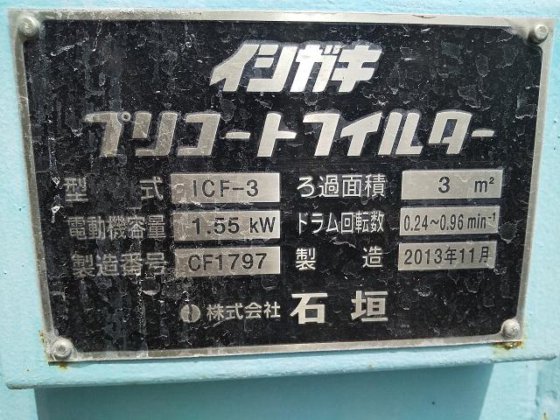 イシガキ
プリコートフィルター
型式 ICF-3 ろ過面積 3 m²
電動機容量 1.55 kW ドラム回転数 0.24~0.96 min⁻¹
製造番号 CF1797 製造 2013年11月
株式会社 石垣